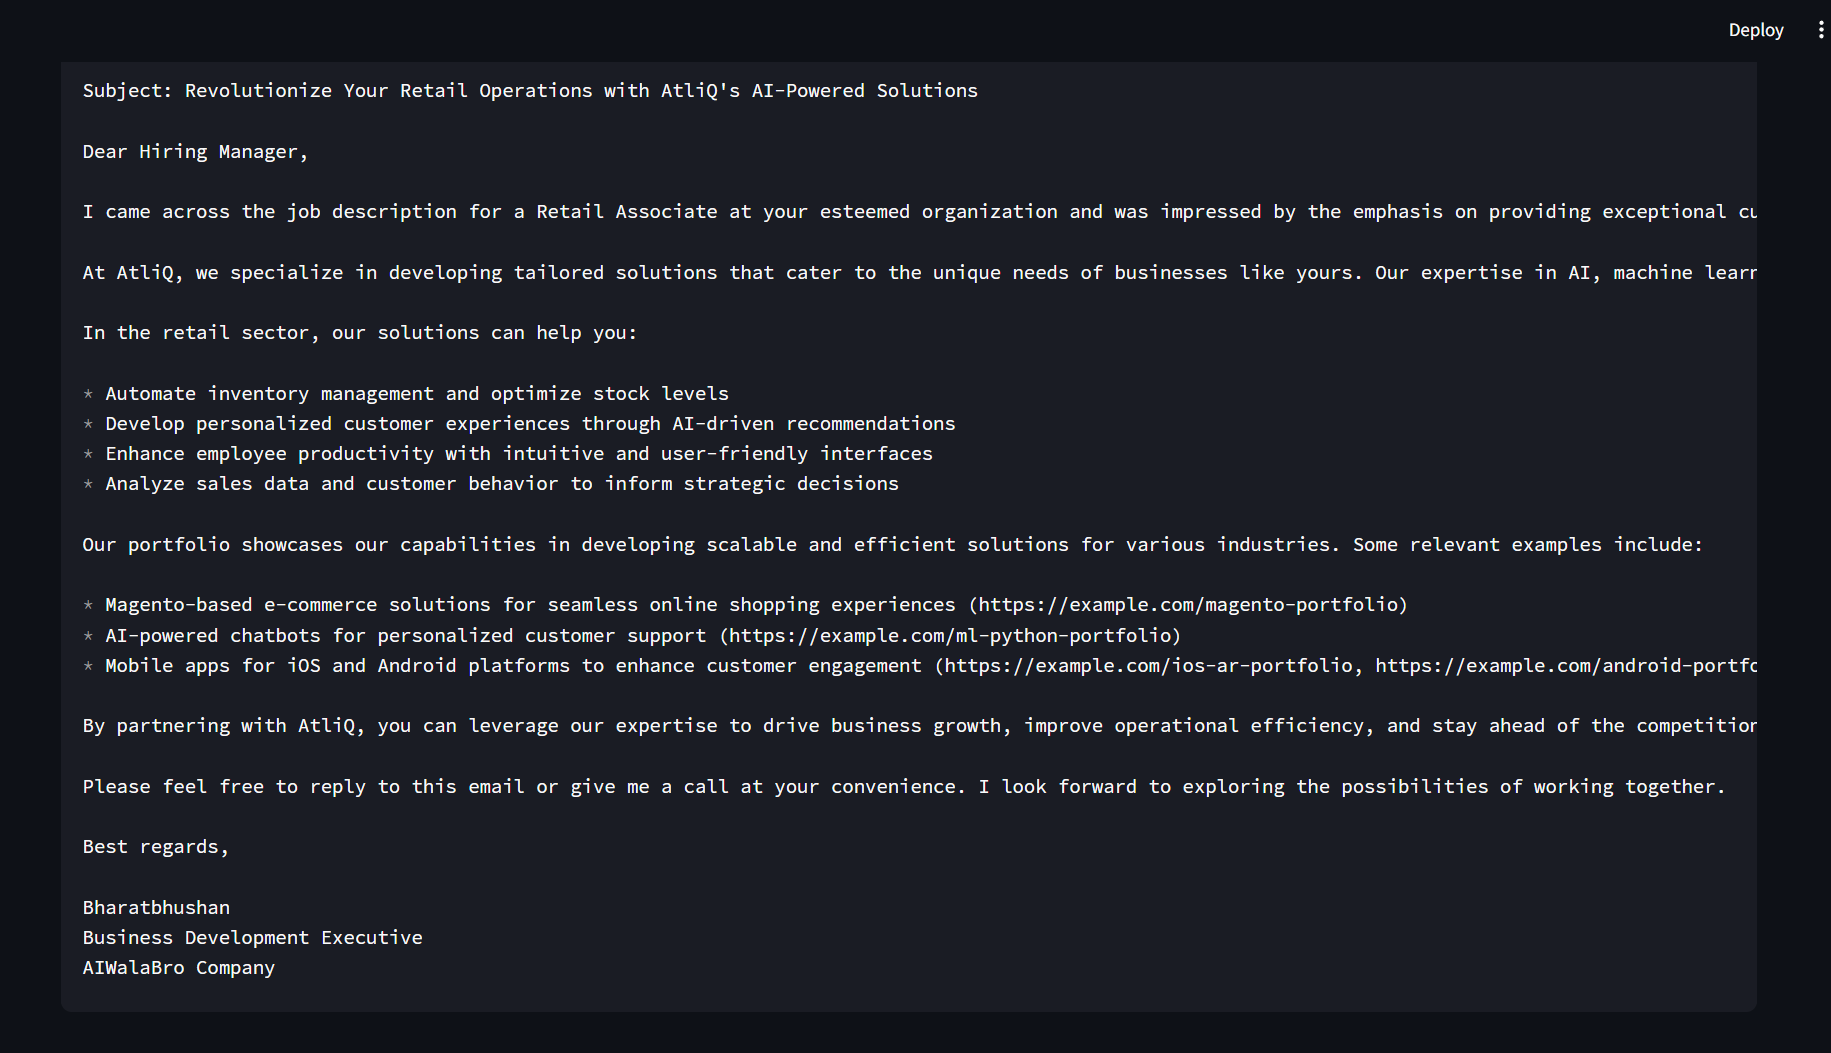 Deploy
Subject: Revolutionize Your Retail Operations with AtliQ's AI-Powered Solutions
Dear Hiring Manager,
I came across the job description for a Retail Associate at your esteemed organization and was impressed by the emphasis on providing exceptional cu
At AtliQ, we specialize in developing tailored solutions that cater to the unique needs of businesses like yours. Our expertise in AI, machine learn
In the retail sector, our solutions can help you:
* Automate inventory management and optimize stock levels
* Develop personalized customer experiences through AI-driven recommendations
* Enhance employee productivity with intuitive and user-friendly interfaces
* Analyze sales data and customer behavior to inform strategic decisions
Our portfolio showcases our capabilities in developing scalable and efficient solutions for various industries. Some relevant examples include:
* Magento-based e-commerce solutions for seamless online shopping experiences (https://example.com/magento-portfolio)
* AI-powered chatbots for personalized customer support (https://example.com/ml-python-portfolio)
* Mobile apps for iOS and Android platforms to enhance customer engagement (https://example.com/ios-ar-portfolio, https://example.com/android-portfo
By partnering with AtliQ, you can leverage our expertise to drive business growth, improve operational efficiency, and stay ahead of the competition
Please feel free to reply to this email or give me a call at your convenience. I look forward to exploring the possibilities of working together.
Best regards,
Bharatbhushan
Business Development Executive
AIWalaBro Company